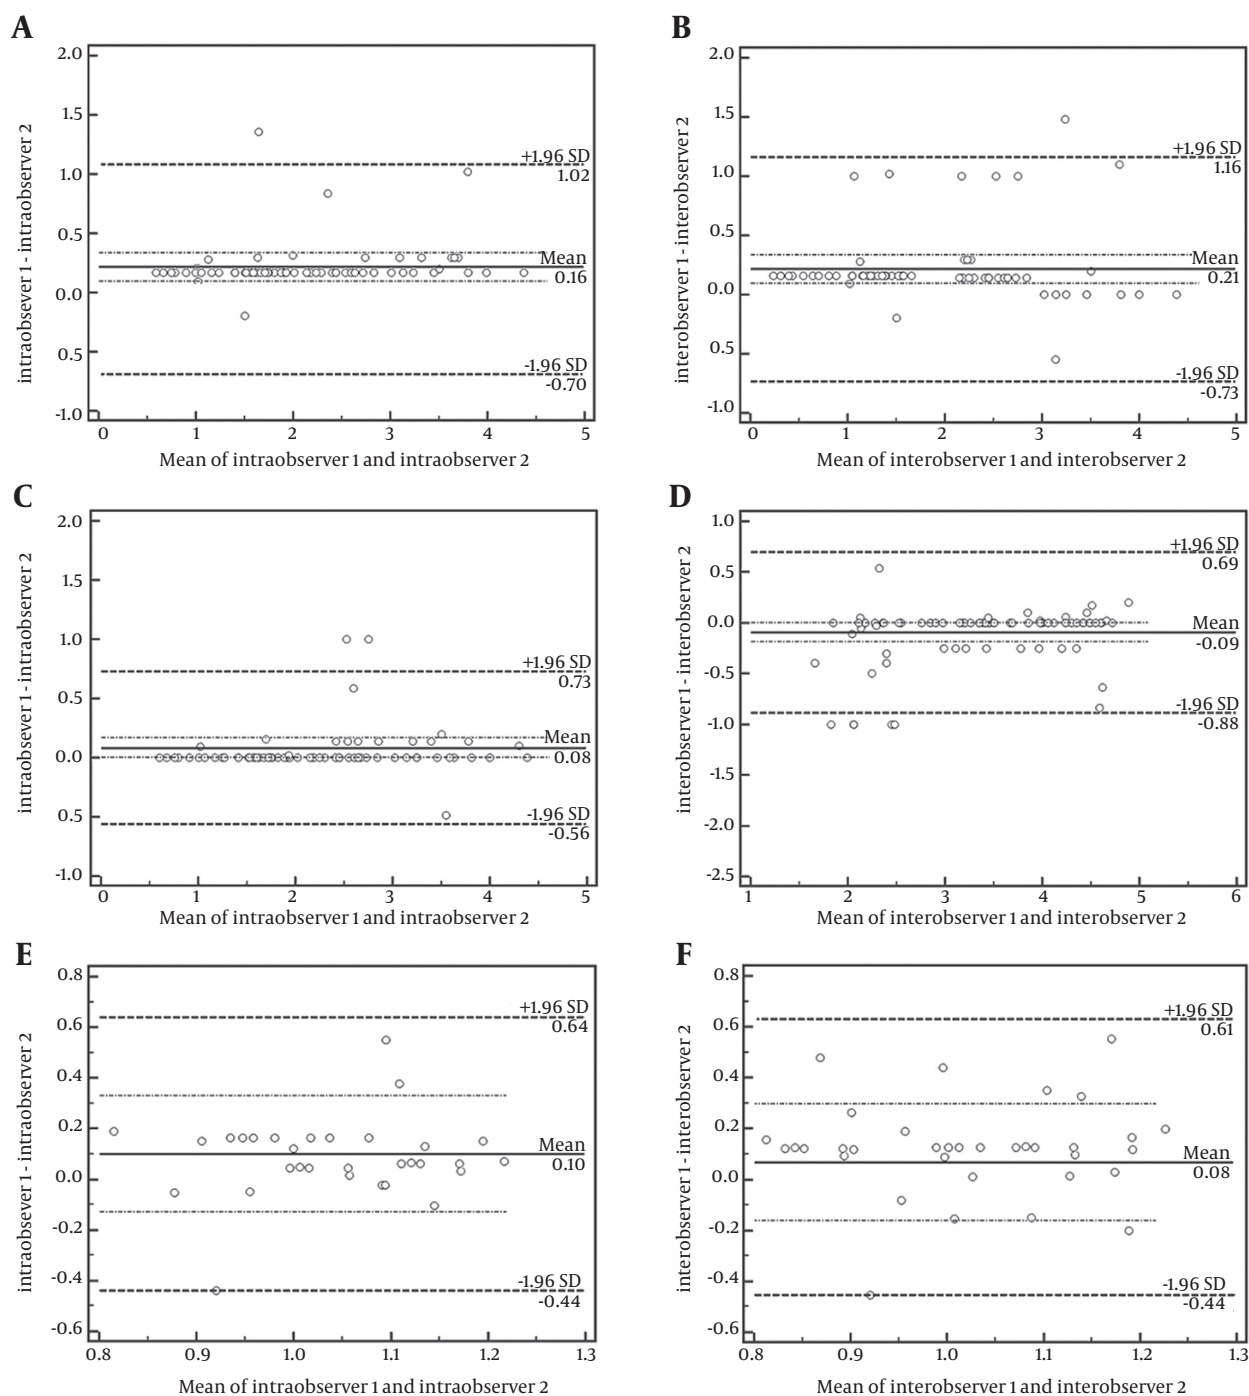 A
2.0
1.5
1.0
0.5
0.0
0.5
-1.0
intraobsever 1 - intraobserver 2
+1.96 SD
1.02
Mean
0.16
-1.96 SD
-0.70
0 1 2 3 4 5
Mean of intraobserver 1 and intraobserver 2
B
2.0
1.5
1.0
0.5
0.0
0.5
-1.0
interobserver 1 - interobserver 2
+1.96 SD
1.16
Mean
0.21
-1.96 SD
-0.73
0 1 2 3 4 5
Mean of interobserver 1 and interobserver 2
C
2.0
1.5
1.0
0.5
0.0
0.5
-1.0
intraobsever 1 - intraobserver 2
+1.96 SD
0.73
Mean
0.08
-1.96 SD
-0.56
0 1 2 3 4 5
Mean of intraobserver 1 and intraobserver 2
D
1.0
0.5
0.0
-0.5
-1.0
-1.5
-2.0
-2.5
interobserver 1 - interobserver 2
+1.96 SD
0.69
Mean
-0.09
-1.96 SD
-0.88
1 2 3 4 5 6
Mean of interobserver 1 and interobserver 2
E
0.8
0.6
0.4
0.2
0.0
-0.2
-0.4
-0.6
intraobsever 1 - intraobserver 2
+1.96 SD
0.64
Mean
0.10
-1.96 SD
-0.44
0.8 0.9 1.0 1.1 1.2 1.3
Mean of intraobserver 1 and intraobserver 2
F
0.8
0.6
0.4
0.2
0.0
-0.2
-0.4
-0.6
interobserver 1 - interobserver 2
+1.96 SD
0.61
Mean
0.08
-1.96 SD
-0.44
0.8 0.9 1.0 1.1 1.2 1.3
Mean of interobserver 1 and interobserver 2